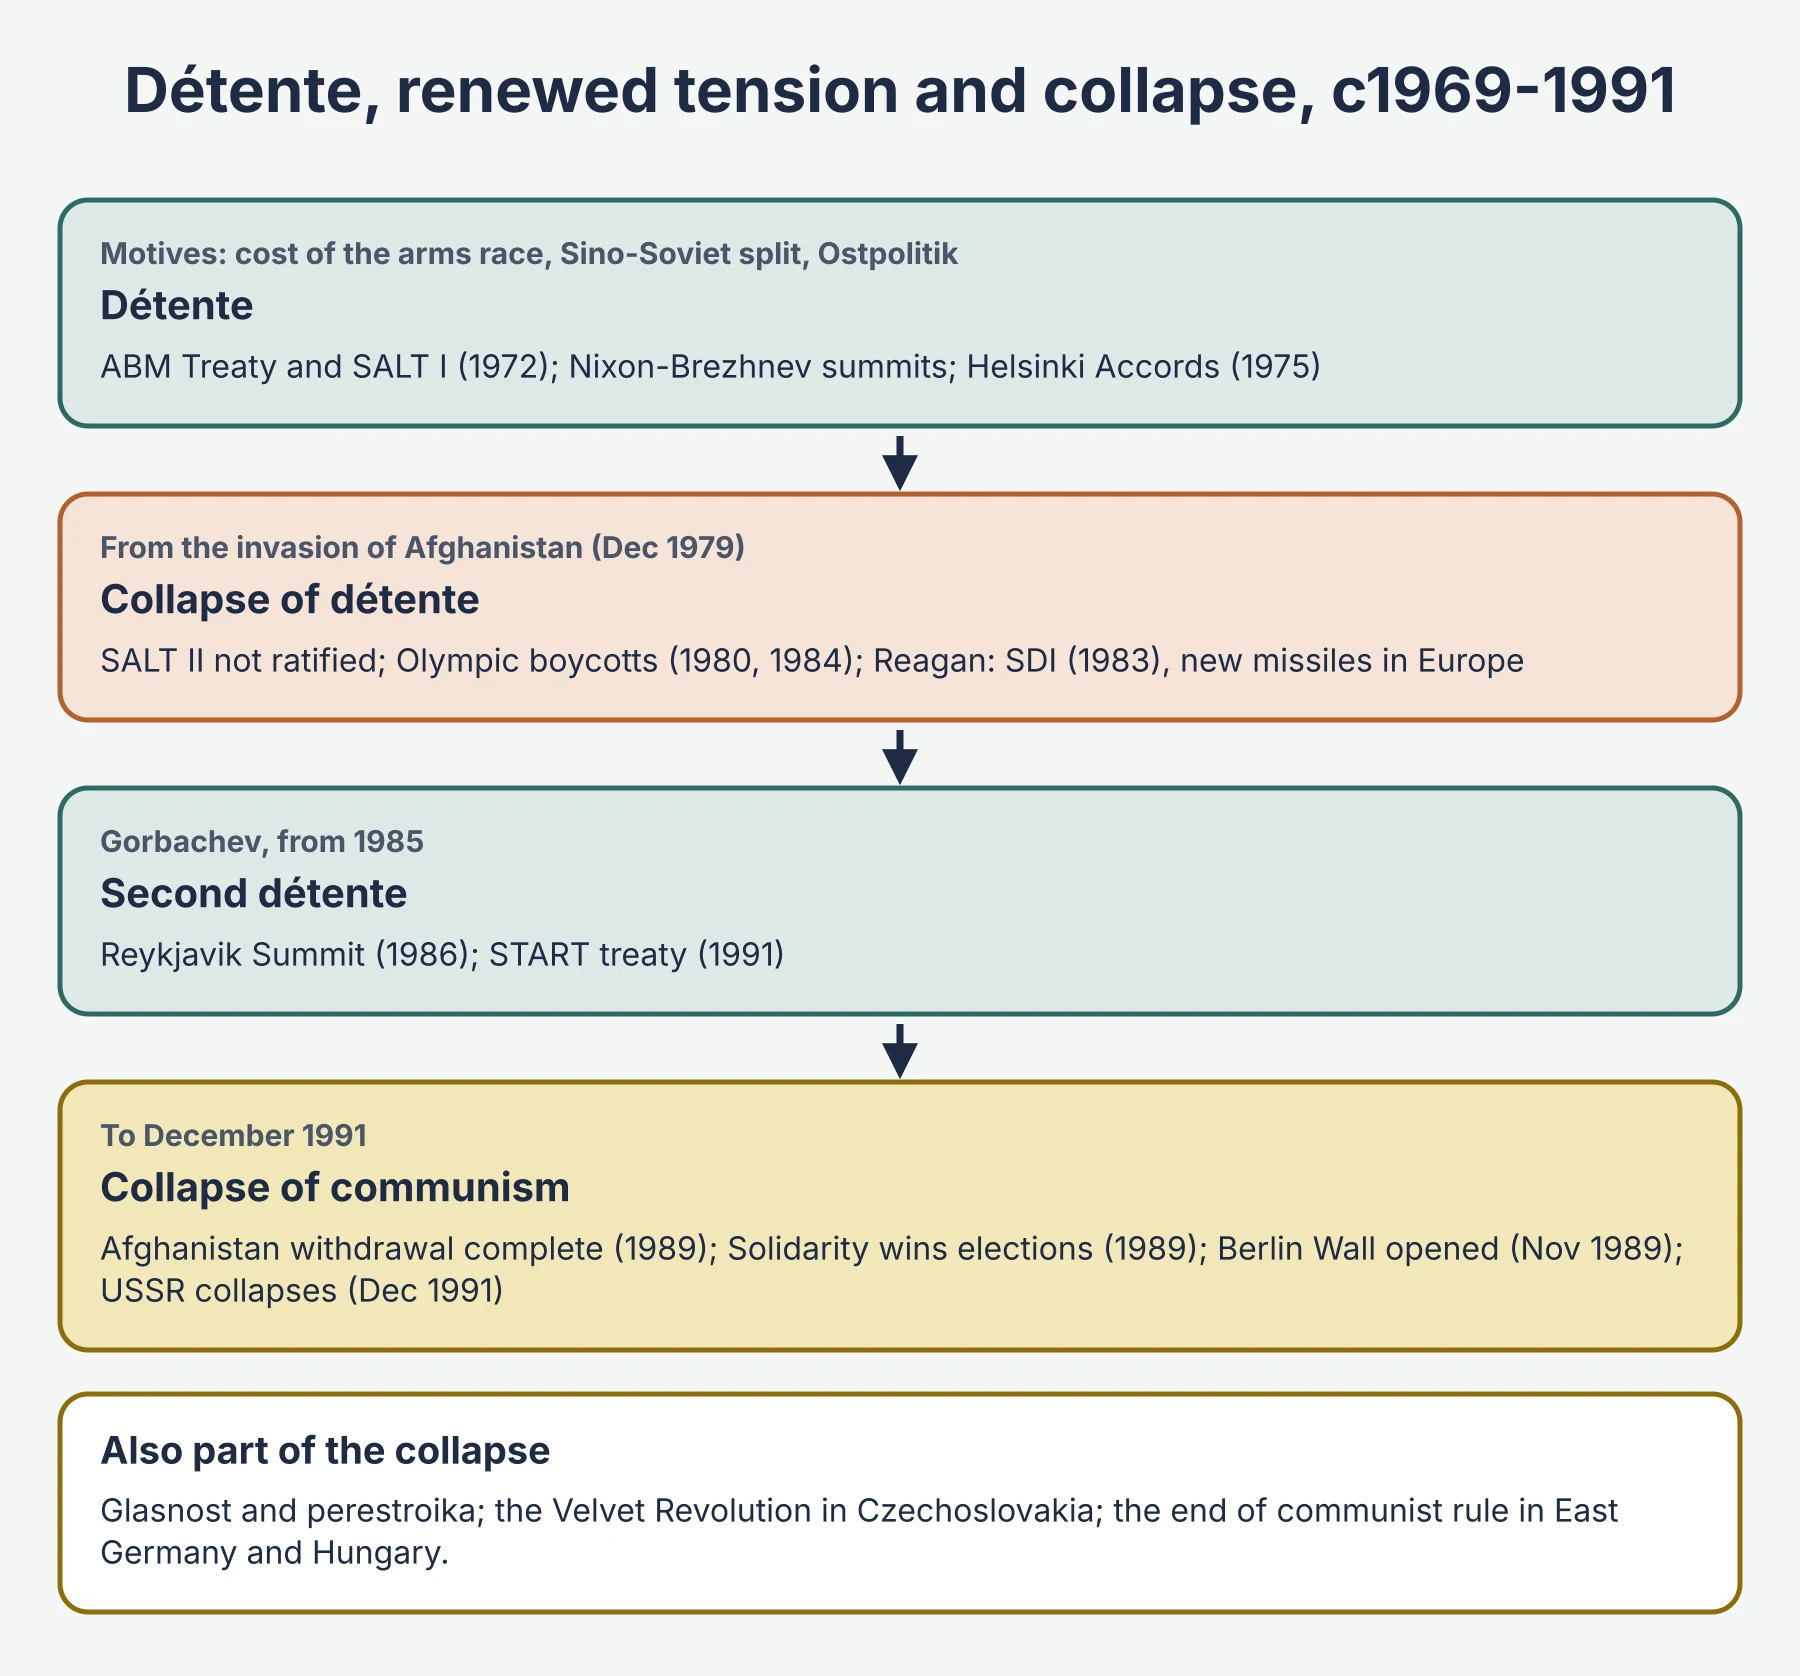 Détente, renewed tension and collapse, c1969-1991
Motives: cost of the arms race, Sino-Soviet split, Ostpolitik
Détente
ABM Treaty and SALT I (1972); Nixon-Brezhnev summits; Helsinki Accords (1975)
From the invasion of Afghanistan (Dec 1979)
Collapse of détente
SALT II not ratified; Olympic boycotts (1980, 1984); Reagan: SDI (1983), new missiles in Europe
Gorbachev, from 1985
Second détente
Reykjavik Summit (1986); START treaty (1991)
To December 1991
Collapse of communism
Afghanistan withdrawal complete (1989); Solidarity wins elections (1989); Berlin Wall opened (Nov 1989);
USSR collapses (Dec 1991)
Also part of the collapse
Glasnost and perestroika; the Velvet Revolution in Czechoslovakia; the end of communist rule in East
Germany and Hungary.